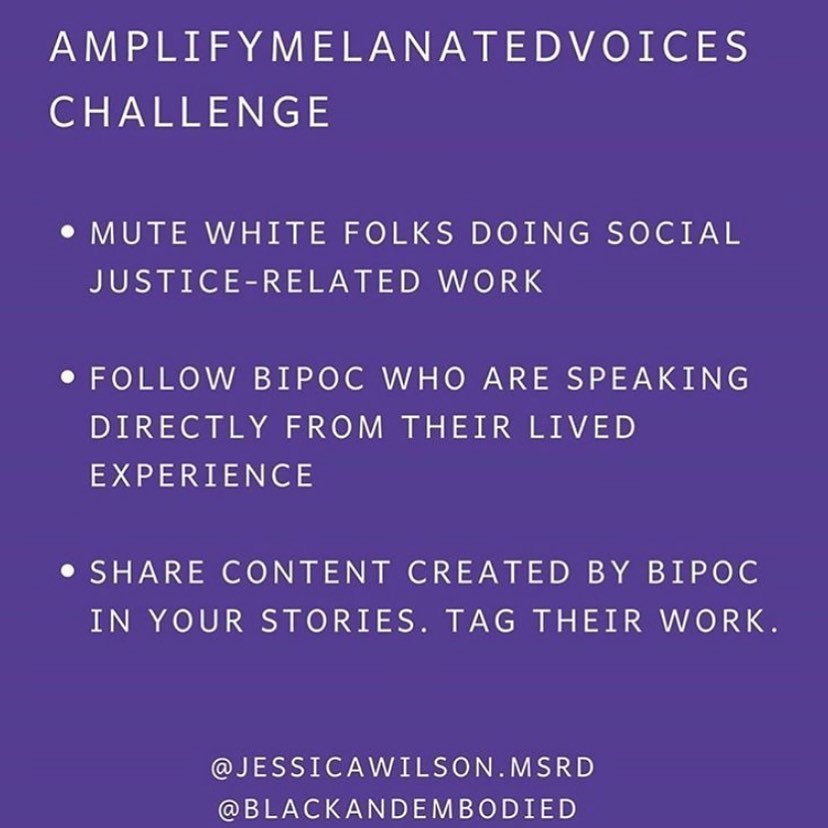 AMPLIFYMELANATEDVOICES
CHALLENGE
• MUTE WHITE FOLKS DOING SOCIAL
JUSTICE-RELATED WORK
• FOLLOW BIPOC WHO ARE SPEAKING
DIRECTLY FROM THEIR LIVED
EXPERIENCE
• SHARE CONTENT CREATED BY BIPOC
IN YOUR STORIES. TAG THEIR WORK.
@JESSICAWILSON.MSRD
@BLACKANDEMBODIED